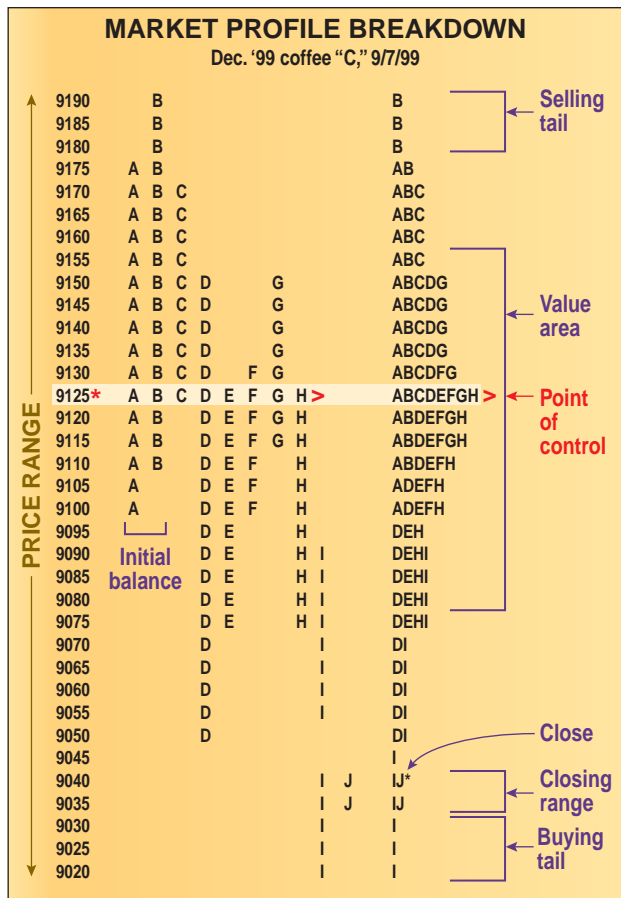 MARKET PROFILE BREAKDOWN
Dec. '99 coffee "C," 9/7/99
PRICE RANGE
9190 B B
9185 B B
9180 B B
9175 A B AB
9170 A B C ABC
9165 A B C ABC
9160 A B C ABC
9155 A B C ABC
9150 A B C D G ABCDG
9145 A B C D G ABCDG
9140 A B C D G ABCDG
9135 A B C D G ABCDG
9130 A B C D F G ABCDFG
9125* A B C D E F G H > ABCDEFGH >
9120 A B D E F G H ABDEFGH
9115 A B D E F G H ABDEFGH
9110 A B D E F H ABDEFH
9105 A D E F H ADEFH
9100 A D E F H ADEFH
9095 D E H DEH
9090 D E H I DEHI
9085 D E H I DEHI
9080 D E H I DEHI
9075 D E H I DEHI
9070 D I DI
9065 D I DI
9060 D I DI
9055 D I DI
9050 D DI
9045 I
9040 I J IJ*
9035 I J IJ
9030 I I
9025 I I
9020 I I
Initial
balance
Selling
tail
Value
area
Point
of
control
Close
Closing
range
Buying
tail